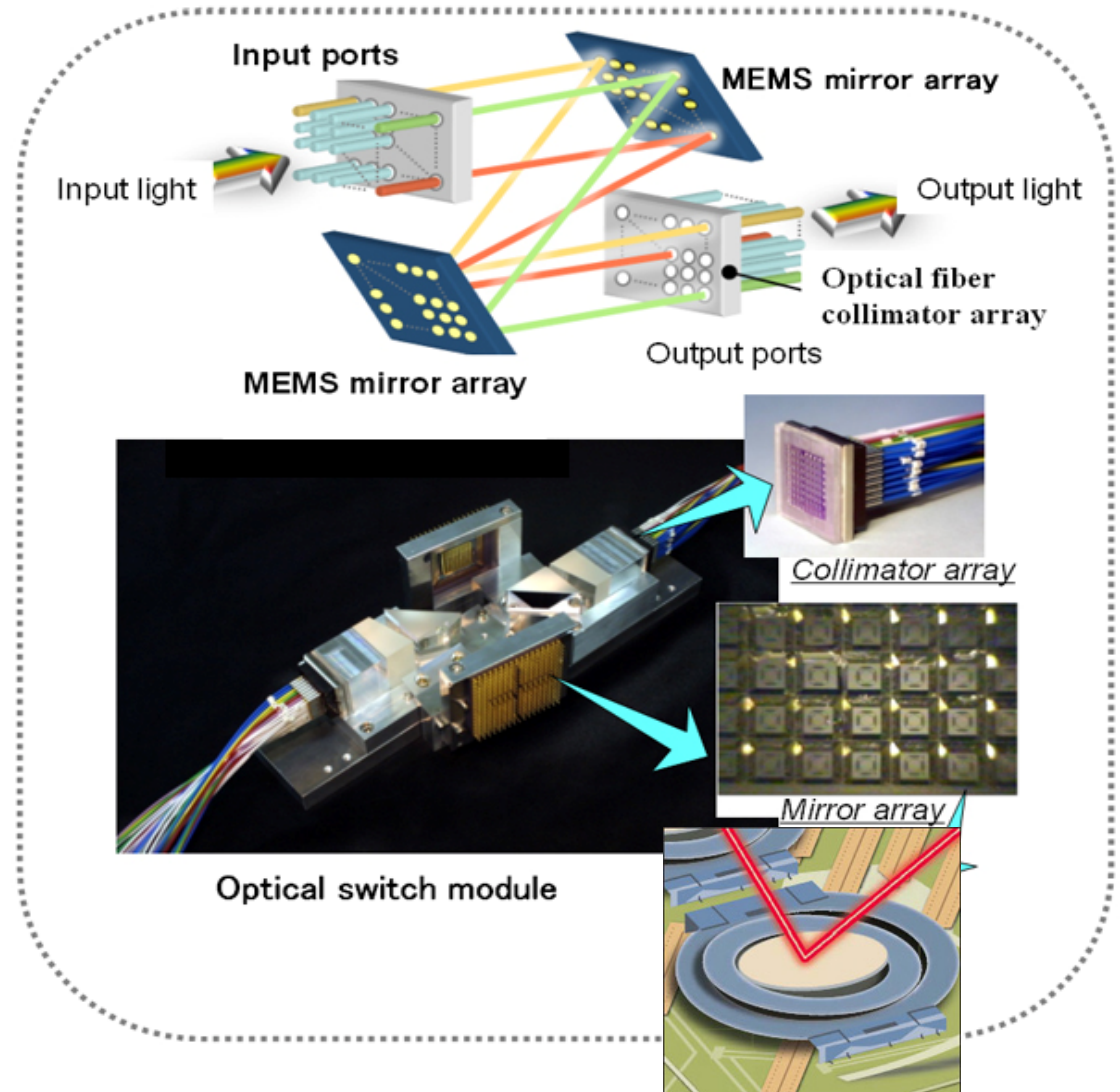 Input ports
MEMS mirror array
Input light
Output light
Optical fiber
collimator array
Output ports
MEMS mirror array
Collimator array
Mirror array
Optical switch module